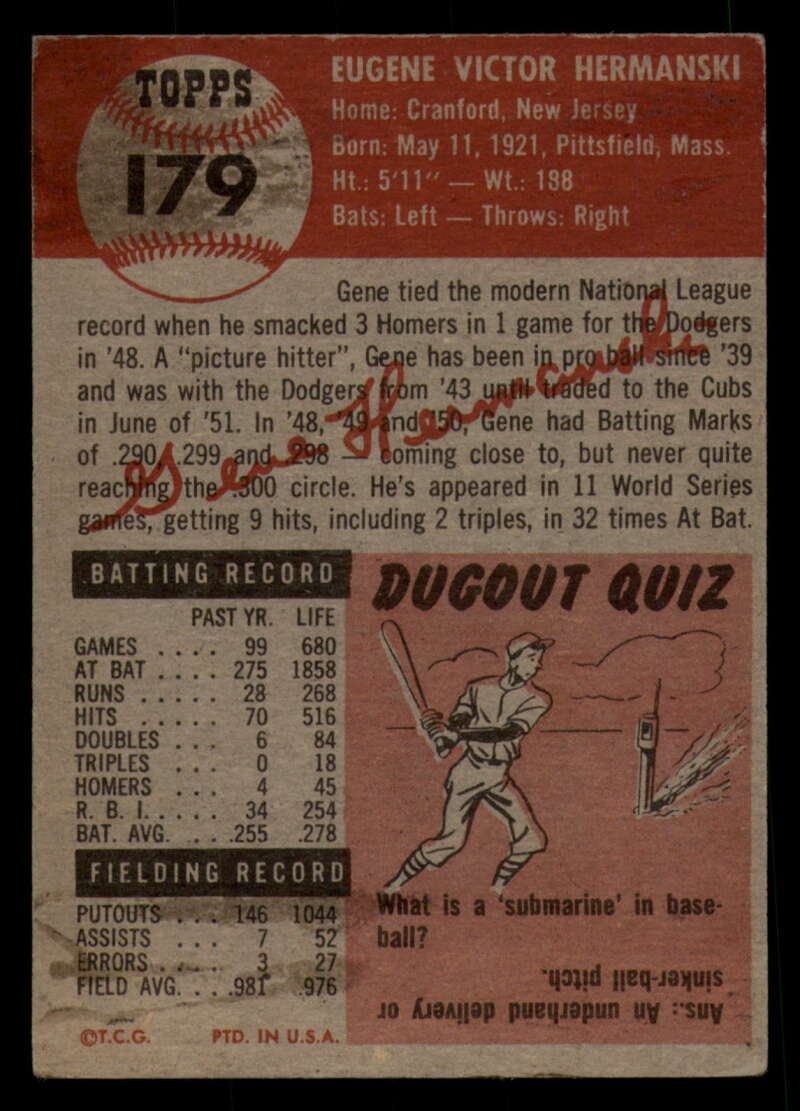 TOPPS
179
EUGENE VICTOR HERMANSKI
Home: Cranford, New Jersey
Born: May 11, 1921, Pittsfield, Mass.
Ht.: 5'11" — Wt.: 198
Bats: Left — Throws: Right
Gene tied the modern National League
record when he smacked 3 Homers in 1 game for the Dodgers
in '48. A "picture hitter", Gene has been in pro ball since '39
and was with the Dodgers from '43 until traded to the Cubs
in June of '51. In '48, '49 and '50, Gene had Batting Marks
of .290, .299 and .298 — coming close to, but never quite
reaching the .300 circle. He's appeared in 11 World Series
games, getting 9 hits, including 2 triples, in 32 times At Bat.
Gene Hermanski
BATTING RECORD
PAST YR. LIFE
GAMES .... 99 680
AT BAT .... 275 1858
RUNS ..... 28 268
HITS ..... 70 516
DOUBLES ... 6 84
TRIPLES ... 0 18
HOMERS ... 4 45
R. B. I. .... 34 254
BAT. AVG. ... .255 .278
FIELDING RECORD
PUTOUTS ... 146 1044
ASSISTS ... 7 52
ERRORS .... 3 27
FIELD AVG. ... .981 .976
©T.C.G. PTD. IN U.S.A.
DUGOUT QUIZ
What is a 'submarine' in base-
ball?
Ans.: An underhand delivery or
sinker-ball pitch.